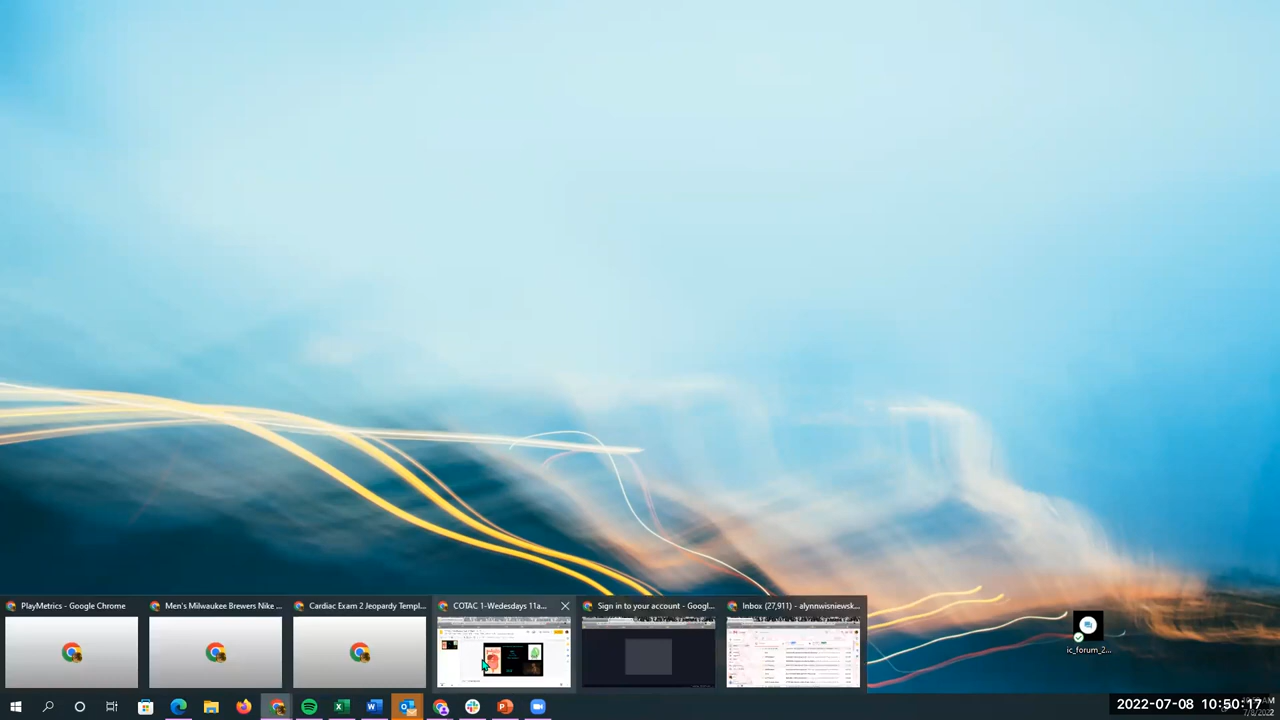 PlayMetrics - Google Chrome
Men's Milwaukee Brewers Nike ...
Cardiac Exam 2 Jeopardy Templ...
COTAC 1-Wedesdays 11a...
Sign in to your account - Googl...
Inbox (27,911) - alynnwisniewsk...
2022-07-08 10:50:17